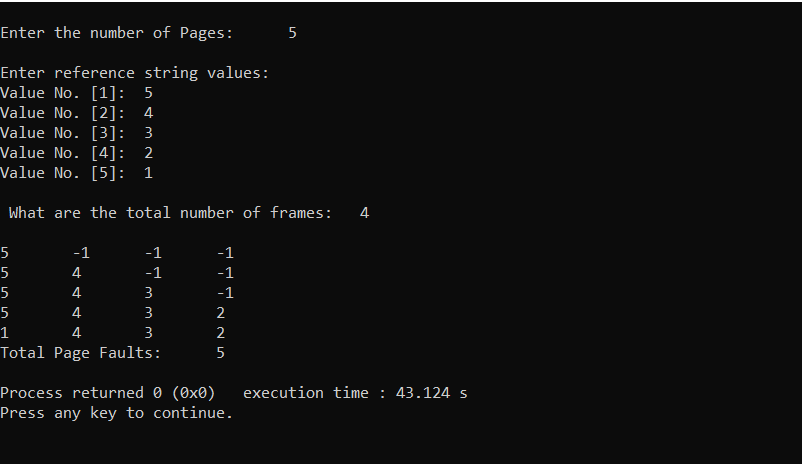 Enter the number of Pages:      5
Enter reference string values:
Value No. [1]:  5
Value No. [2]:  4
Value No. [3]:  3
Value No. [4]:  2
Value No. [5]:  1
 What are the total number of frames:   4
5       -1      -1      -1
5       4       -1      -1
5       4       3       -1
5       4       3       2
1       4       3       2
Total Page Faults:      5
Process returned 0 (0x0)   execution time : 43.124 s
Press any key to continue.